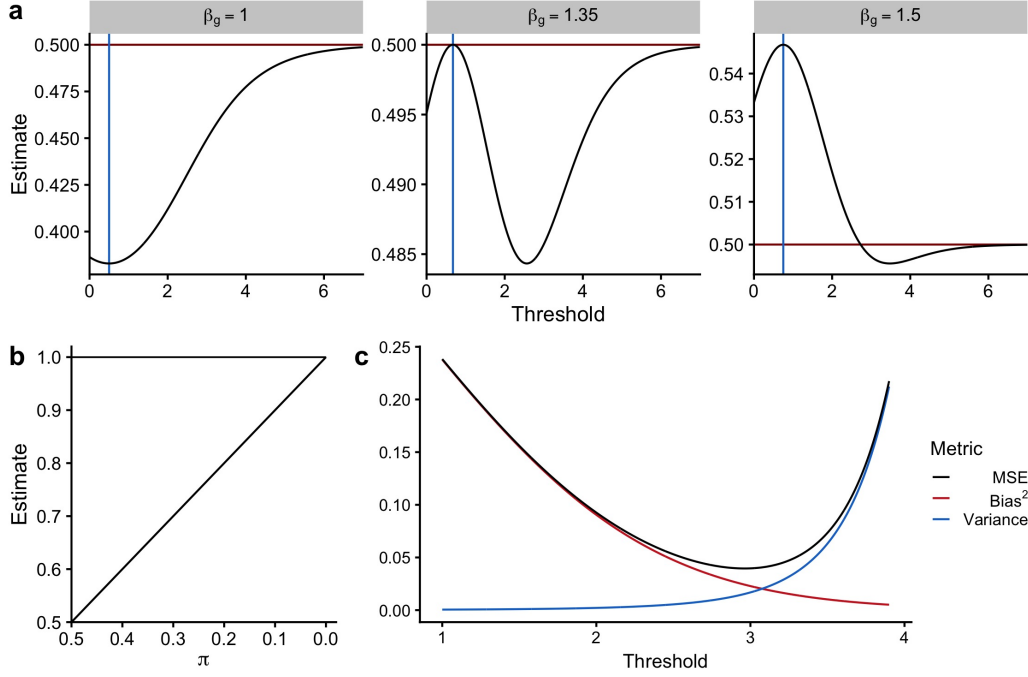 a
βg = 1
βg = 1.35
βg = 1.5
Estimate
0.500
0.475
0.450
0.425
0.400
0 2 4 6
0.500
0.495
0.490
0.485
0 2 4 6
0.54
0.53
0.52
0.51
0.50
0 2 4 6
Threshold
b
Estimate
1.0
0.9
0.8
0.7
0.6
0.5
0.5 0.4 0.3 0.2 0.1 0.0
π
c
0.25
0.20
0.15
0.10
0.05
0.00
1 2 3 4
Threshold
Metric
MSE
Bias²
Variance